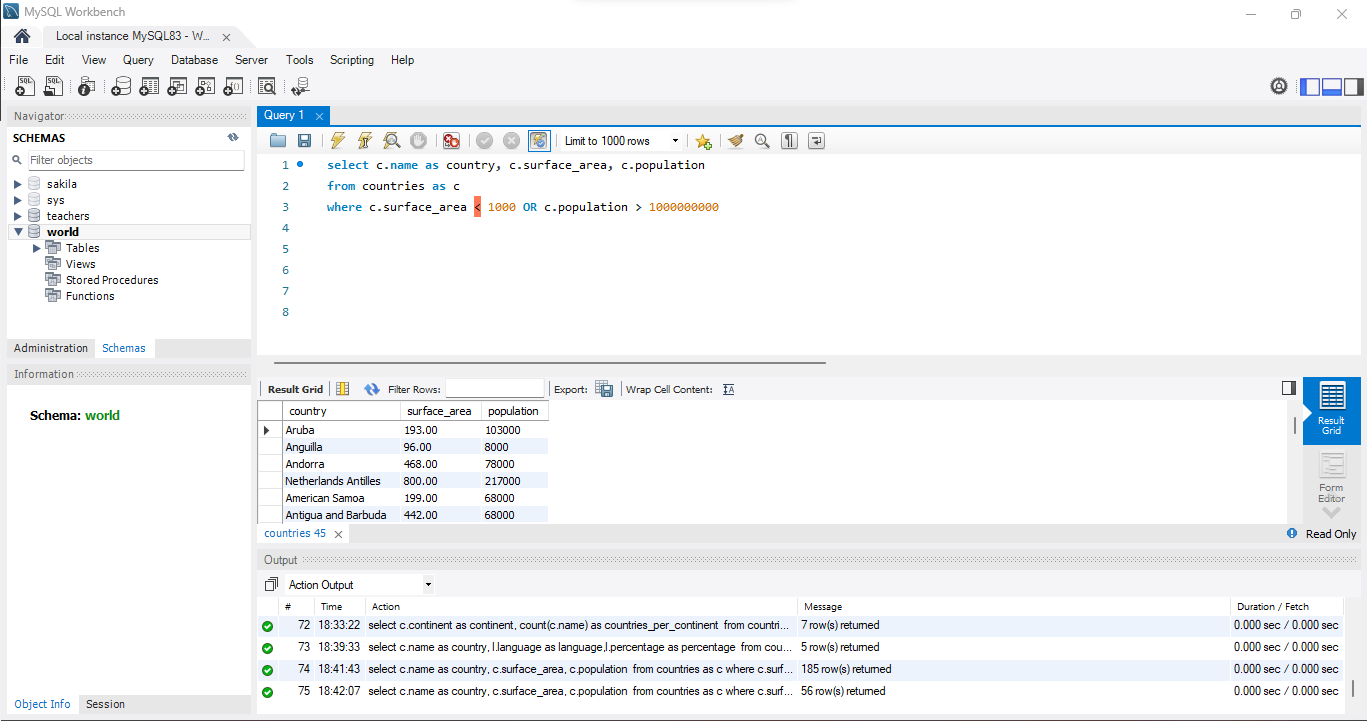 MySQL Workbench
Local instance MySQL83 - W...
File Edit View Query Database Server Tools Scripting Help
Navigator
SCHEMAS
Filter objects
sakila
sys
teachers
world
Tables
Views
Stored Procedures
Functions
Administration Schemas
Information
Schema: world
Object Info Session
Query 1
Limit to 1000 rows
1 select c.name as country, c.surface_area, c.population
2 from countries as c
3 where c.surface_area < 1000 OR c.population > 1000000000
4
5
6
7
8
Result Grid Filter Rows: Export: Wrap Cell Content:
country surface_area population
Aruba 193.00 103000
Anguilla 96.00 8000
Andorra 468.00 78000
Netherlands Antilles 800.00 217000
American Samoa 199.00 68000
Antigua and Barbuda 442.00 68000
Result
Grid
Form
Editor
countries 45
Read Only
Output
Action Output
# Time Action Message Duration / Fetch
72 18:33:22 select c.continent as continent, count(c.name) as countries_per_continent from countri... 7 row(s) returned 0.000 sec / 0.000 sec
73 18:39:33 select c.name as country, l.language as language,l.percentage as percentage from cou... 5 row(s) returned 0.000 sec / 0.000 sec
74 18:41:43 select c.name as country, c.surface_area, c.population from countries as c where c.surf... 185 row(s) returned 0.000 sec / 0.000 sec
75 18:42:07 select c.name as country, c.surface_area, c.population from countries as c where c.surf... 56 row(s) returned 0.000 sec / 0.000 sec